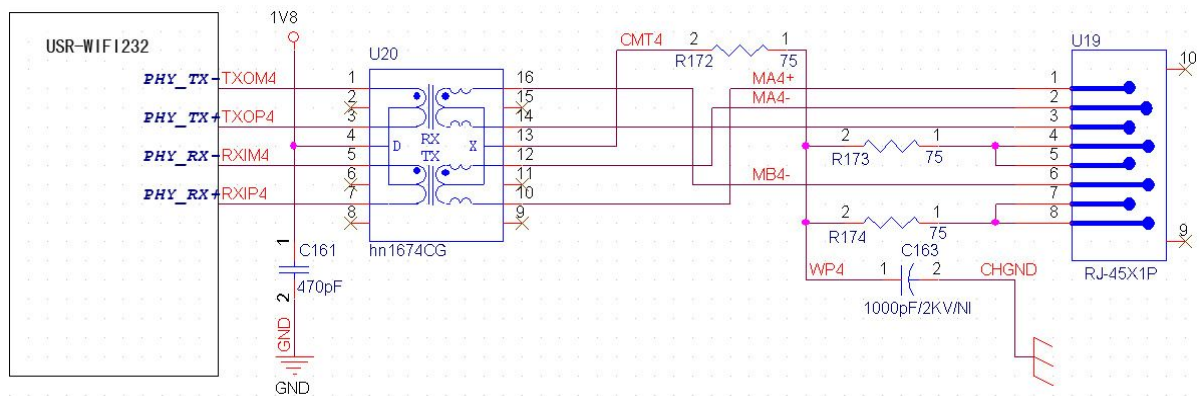 1V8
USR-WIFI232
PHY_TX- TXOM4
PHY_TX+ TXOP4
PHY_RX- RXIM4
PHY_RX+ RXIP4
U20
1
2
3
4
5
6
7
8
D
RX
TX
X
16
15
14
13
12
11
10
9
hn1674CG
1
C161
2
470pF
GND
GND
CMT4
2
1
R172
75
MA4+
MA4-
2
1
R173
75
MB4-
2
1
R174
75
C163
WP4
1
2
CHGND
1000pF/2KV/NI
U19
1
2
3
4
5
6
7
8
10
9
RJ-45X1P